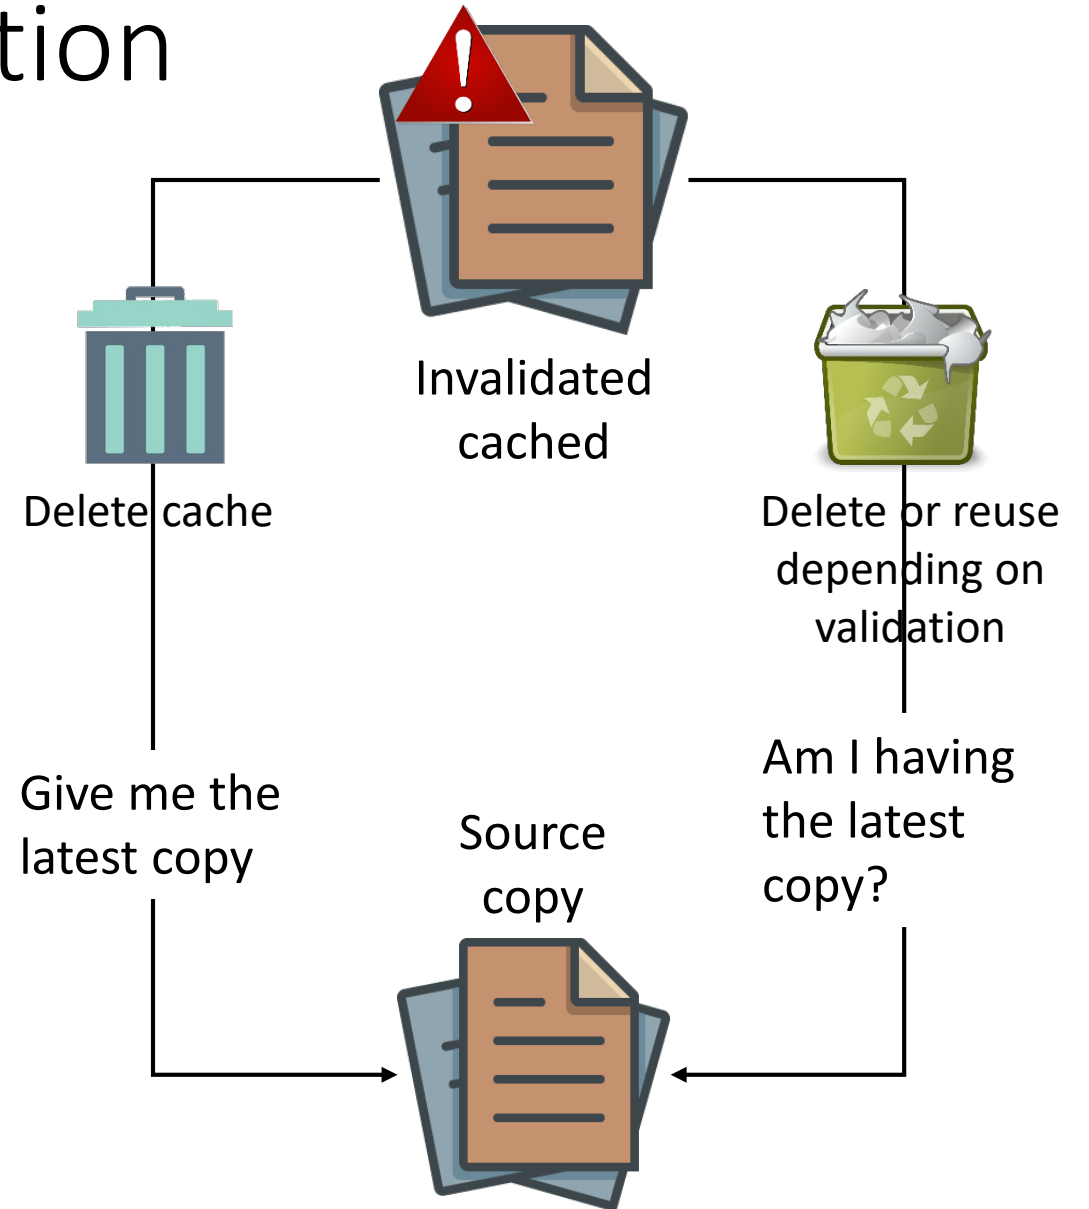 tion
Invalidated
cached
Delete cache
Delete or reuse
depending on
validation
Give me the
latest copy
Am I having
the latest
copy?
Source
copy